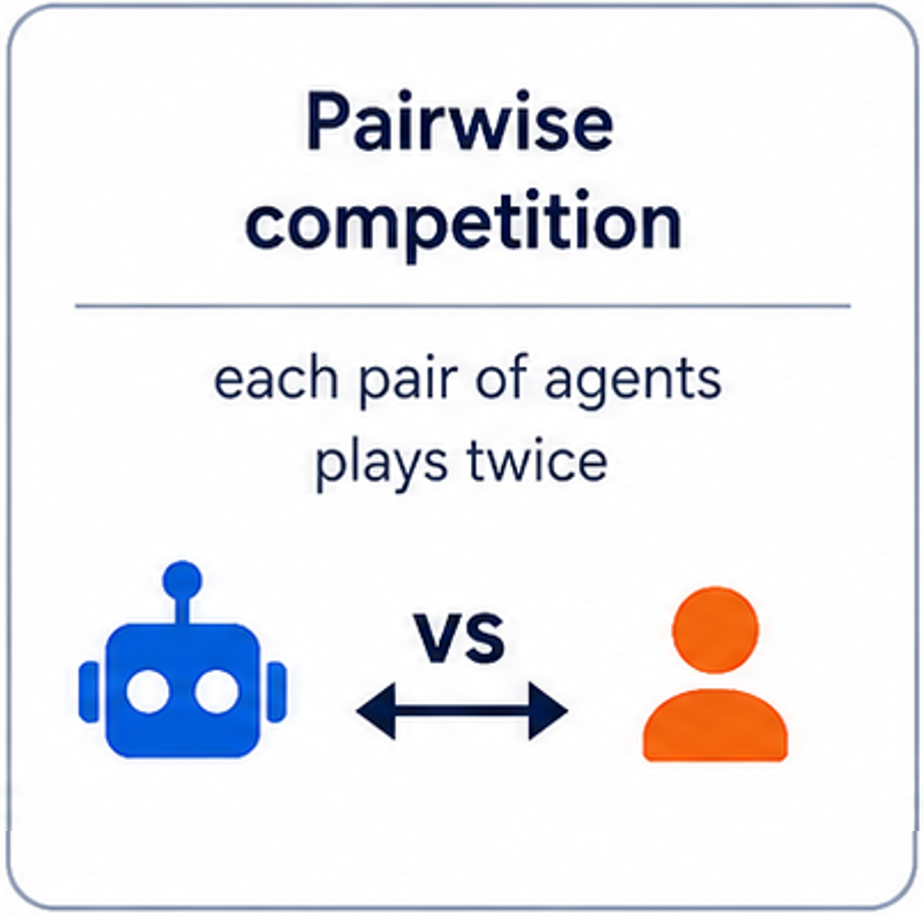 Pairwise
competition
each pair of agents
plays twice
vs